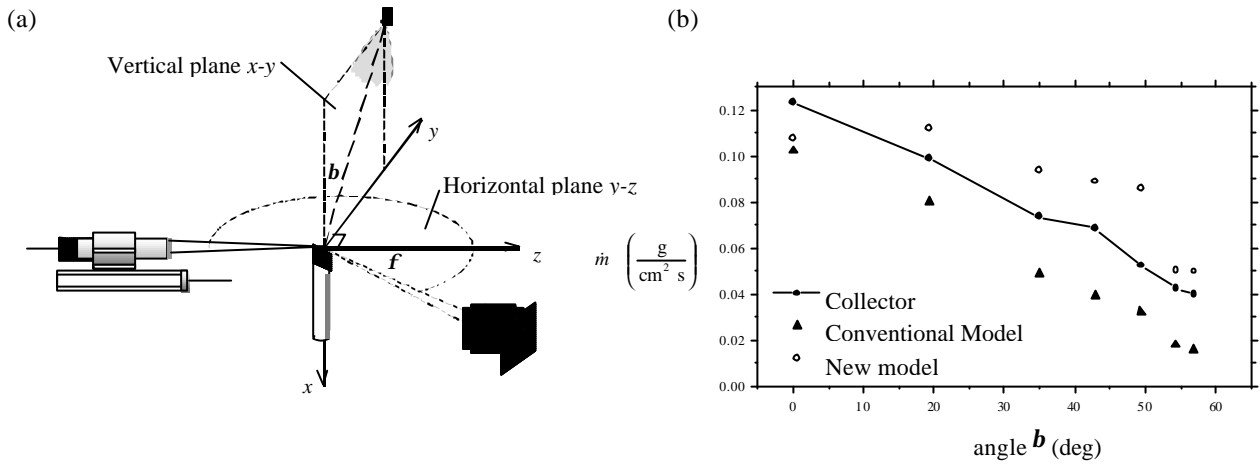 (a)
Vertical plane x-y
b
y
Horizontal plane y-z
z
f
x
(b)
ṁ (g / cm² s)
0.12
0.10
0.08
0.06
0.04
0.02
0.00
Collector
Conventional Model
New model
0 10 20 30 40 50 60
angle b (deg)